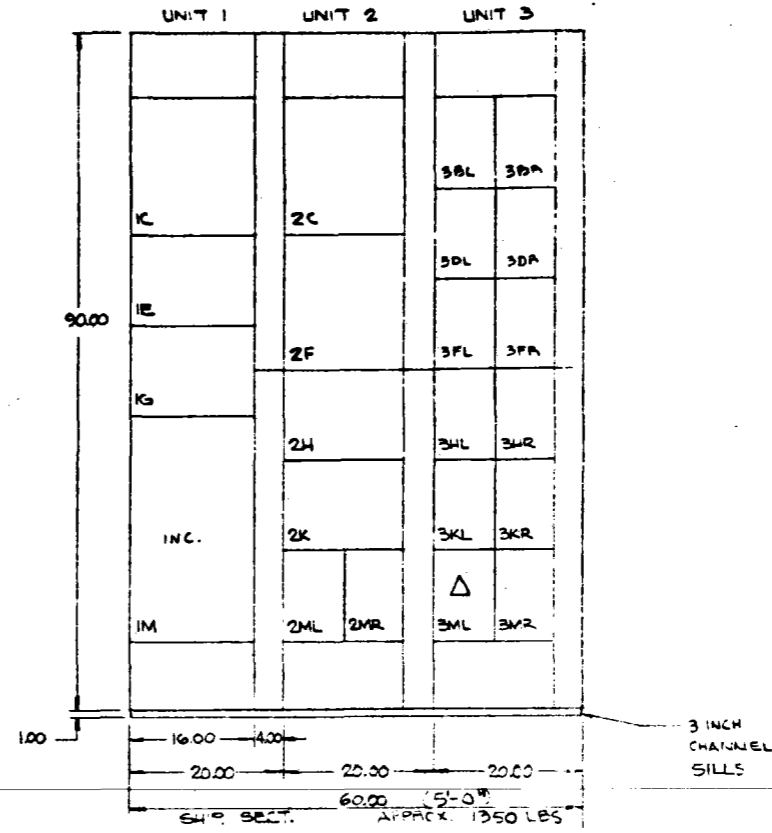 UNIT 1 UNIT 2 UNIT 3
3BL 3BR
1C 2C
3DL 3DR
90.00
1E
2F 3FL 3FR
1G
2H 3HL 3HR
INC. 2K 3KL 3KR
Δ
1M 2ML 2MR 3ML 3MR
1.00
16.00 4.00
3 INCH
CHANNEL
SILLS
20.00 20.00 20.00
60.00 (5'-0")
SHIP. SECT. APPROX. 1350 LBS